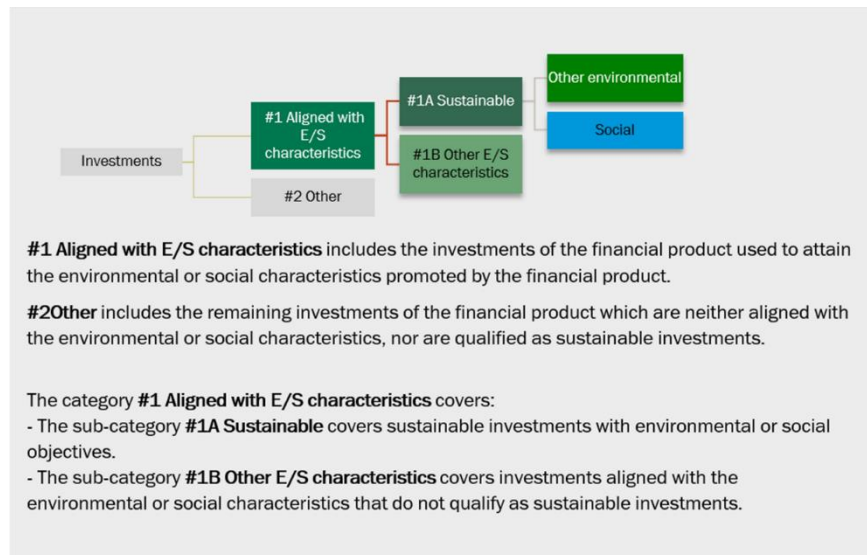 Other environmental
#1A Sustainable
#1 Aligned with
E/S
characteristics
Social
Investments
#1B Other E/S
characteristics
#2 Other
#1 Aligned with E/S characteristics includes the investments of the financial product used to attain
the environmental or social characteristics promoted by the financial product.
#2Other includes the remaining investments of the financial product which are neither aligned with
the environmental or social characteristics, nor are qualified as sustainable investments.
The category #1 Aligned with E/S characteristics covers:
- The sub-category #1A Sustainable covers sustainable investments with environmental or social
objectives.
- The sub-category #1B Other E/S characteristics covers investments aligned with the
environmental or social characteristics that do not qualify as sustainable investments.